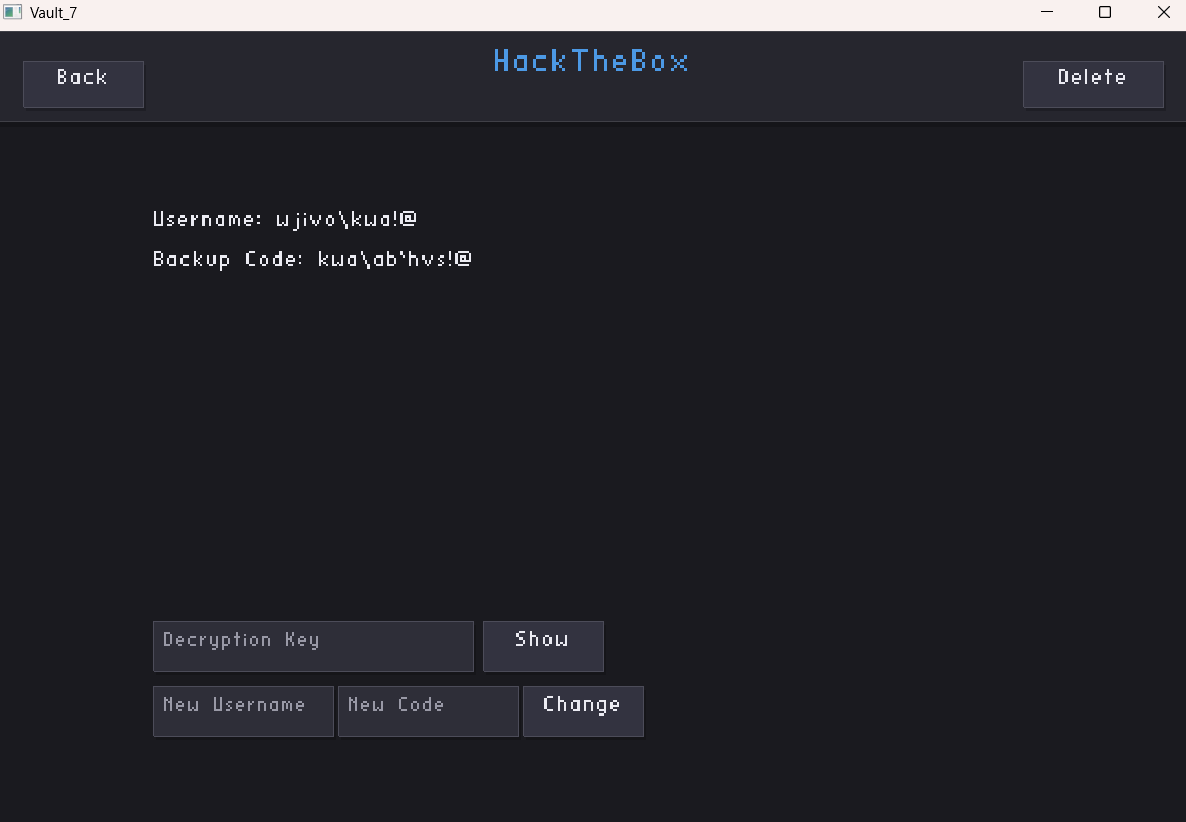 Vault_7
HackTheBox
Back
Delete
Username: wjivo\kwa!@
Backup Code: kwa\ab`hvs!@
Decryption Key
Show
New Username
New Code
Change